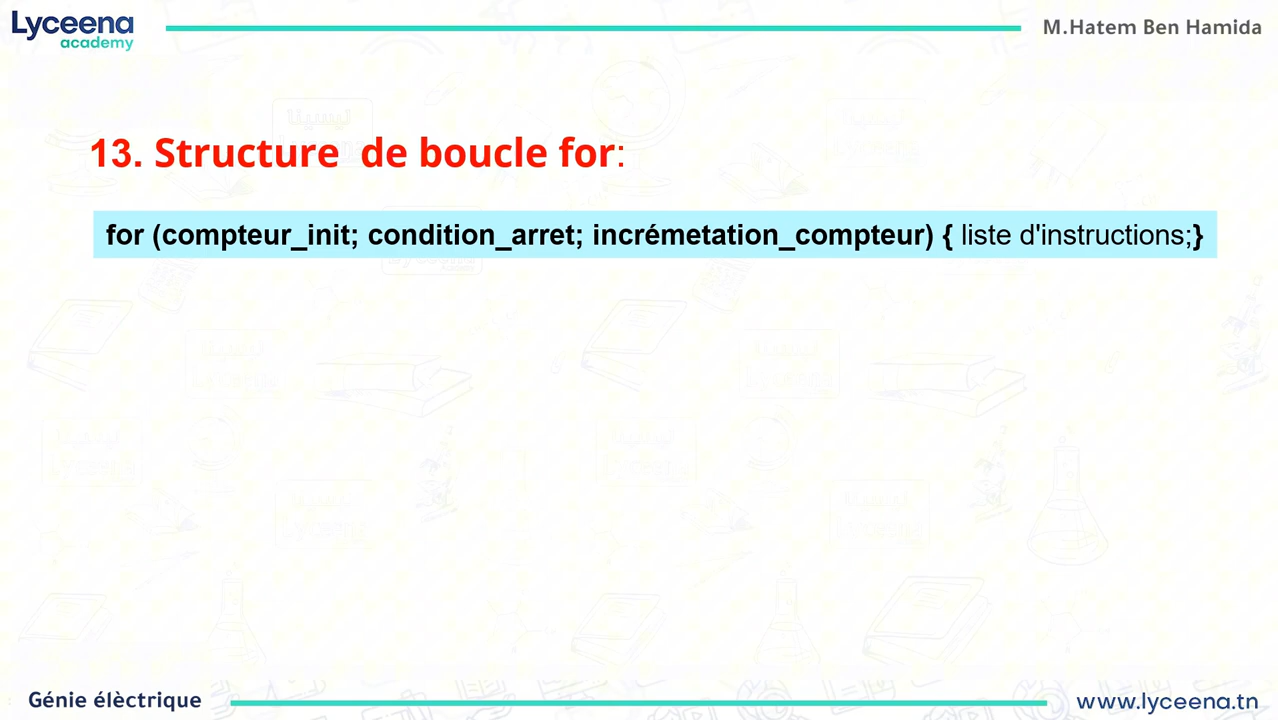 Lyceena
academy
M.Hatem Ben Hamida
13. Structure de boucle for:
for (compteur_init; condition_arret; incrémetation_compteur) { liste d'instructions;}
Génie élèctrique
www.lyceena.tn